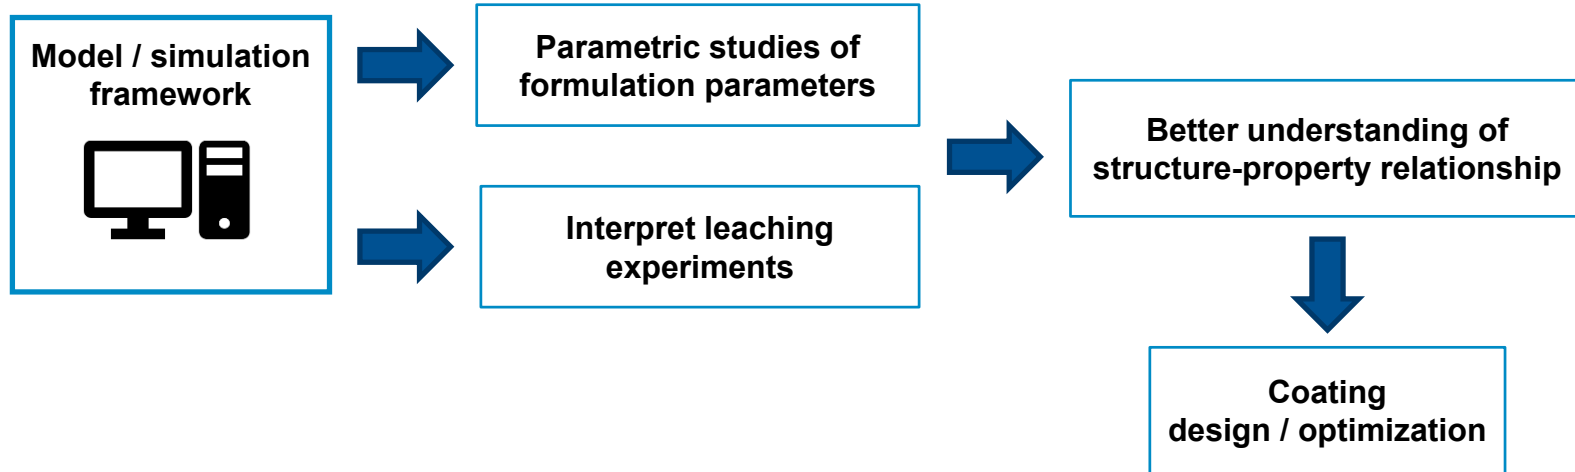 Model / simulation
framework
Parametric studies of
formulation parameters
Interpret leaching
experiments
Better understanding of
structure-property relationship
Coating
design / optimization